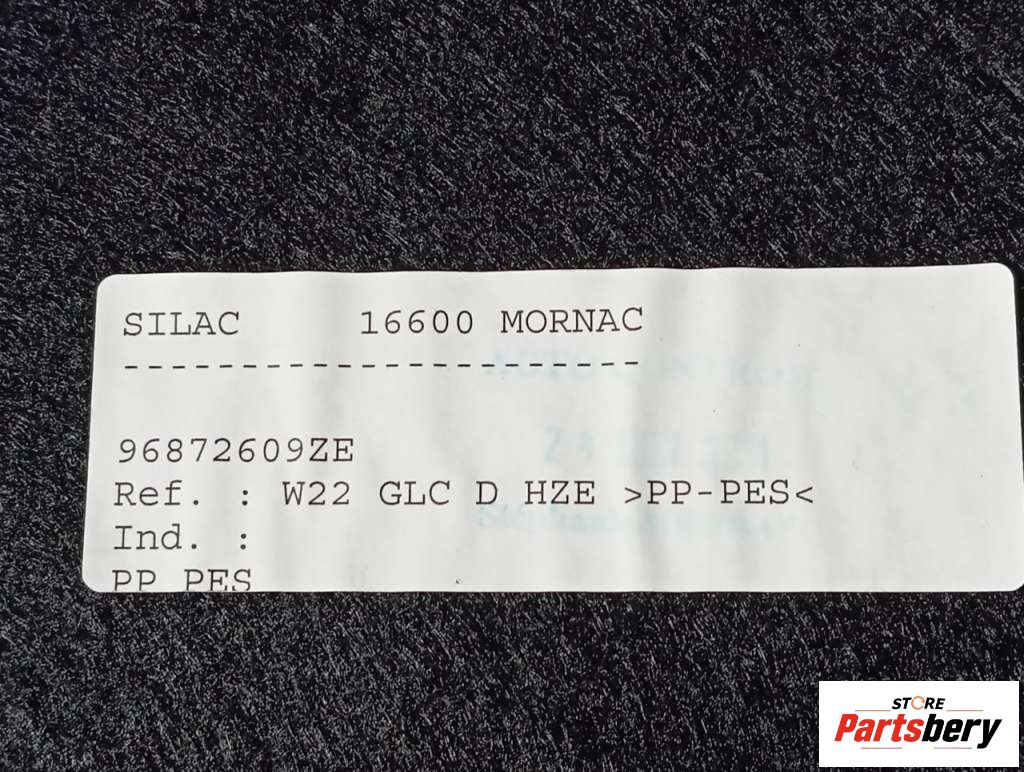 SILAC 16600 MORNAC
----------------------
96872609ZE
Ref. : W22 GLC D HZE >PP-PES<
Ind. :
PP PES
STORE
Partsbery